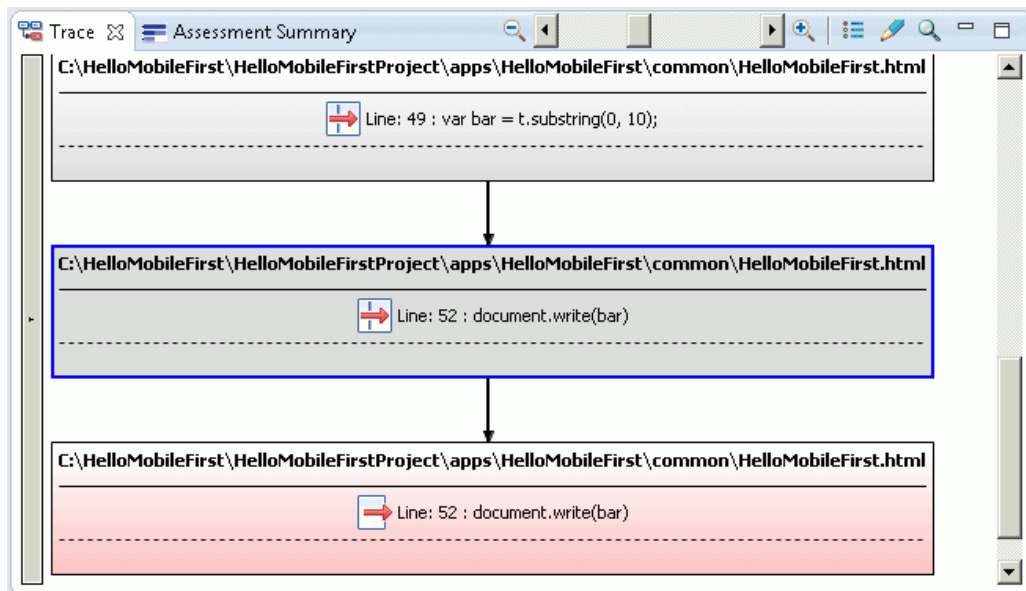 Trace Assessment Summary
C:\HelloMobileFirst\HelloMobileFirstProject\apps\HelloMobileFirst\common\HelloMobileFirst.html
Line: 49 : var bar = t.substring(0, 10);
C:\HelloMobileFirst\HelloMobileFirstProject\apps\HelloMobileFirst\common\HelloMobileFirst.html
Line: 52 : document.write(bar)
C:\HelloMobileFirst\HelloMobileFirstProject\apps\HelloMobileFirst\common\HelloMobileFirst.html
Line: 52 : document.write(bar)